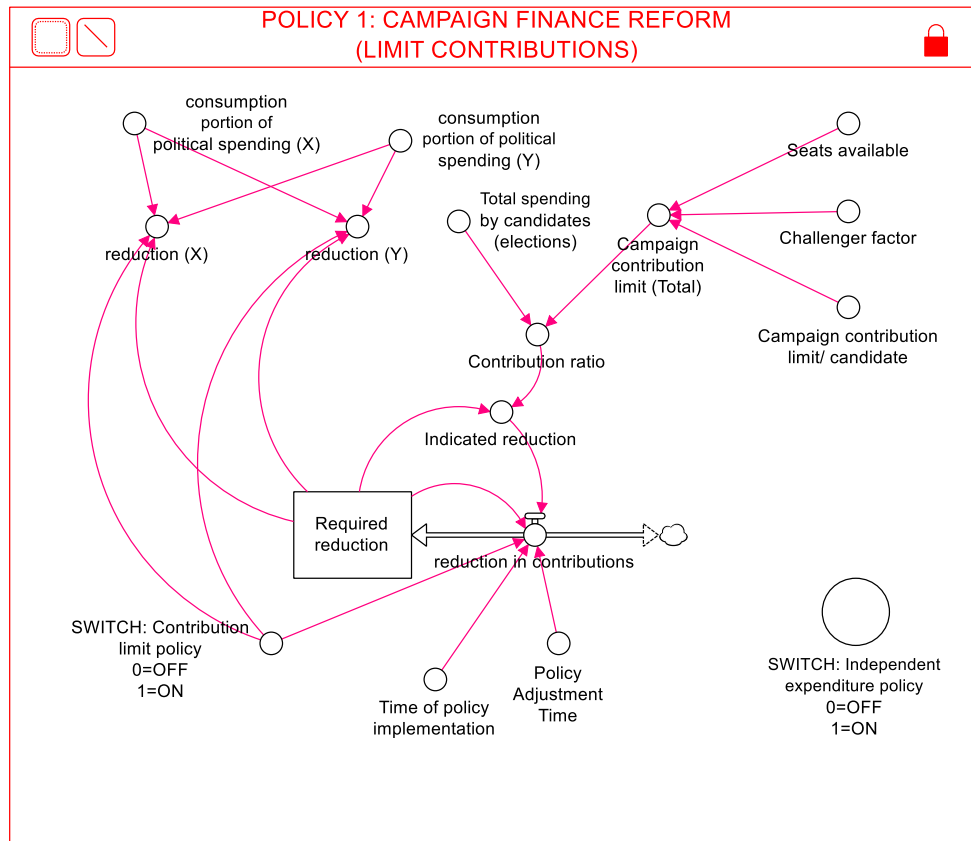 POLICY 1: CAMPAIGN FINANCE REFORM
(LIMIT CONTRIBUTIONS)
consumption
portion of
political spending (X)
consumption
portion of political
spending (Y)
Seats available
Total spending
by candidates
(elections)
Challenger factor
reduction (X)
reduction (Y)
Campaign
contribution
limit (Total)
Campaign contribution
limit/ candidate
Contribution ratio
Indicated reduction
Required
reduction
reduction in contributions
SWITCH: Contribution
limit policy
0=OFF
1=ON
Policy
Adjustment
Time
Time of policy
implementation
SWITCH: Independent
expenditure policy
0=OFF
1=ON